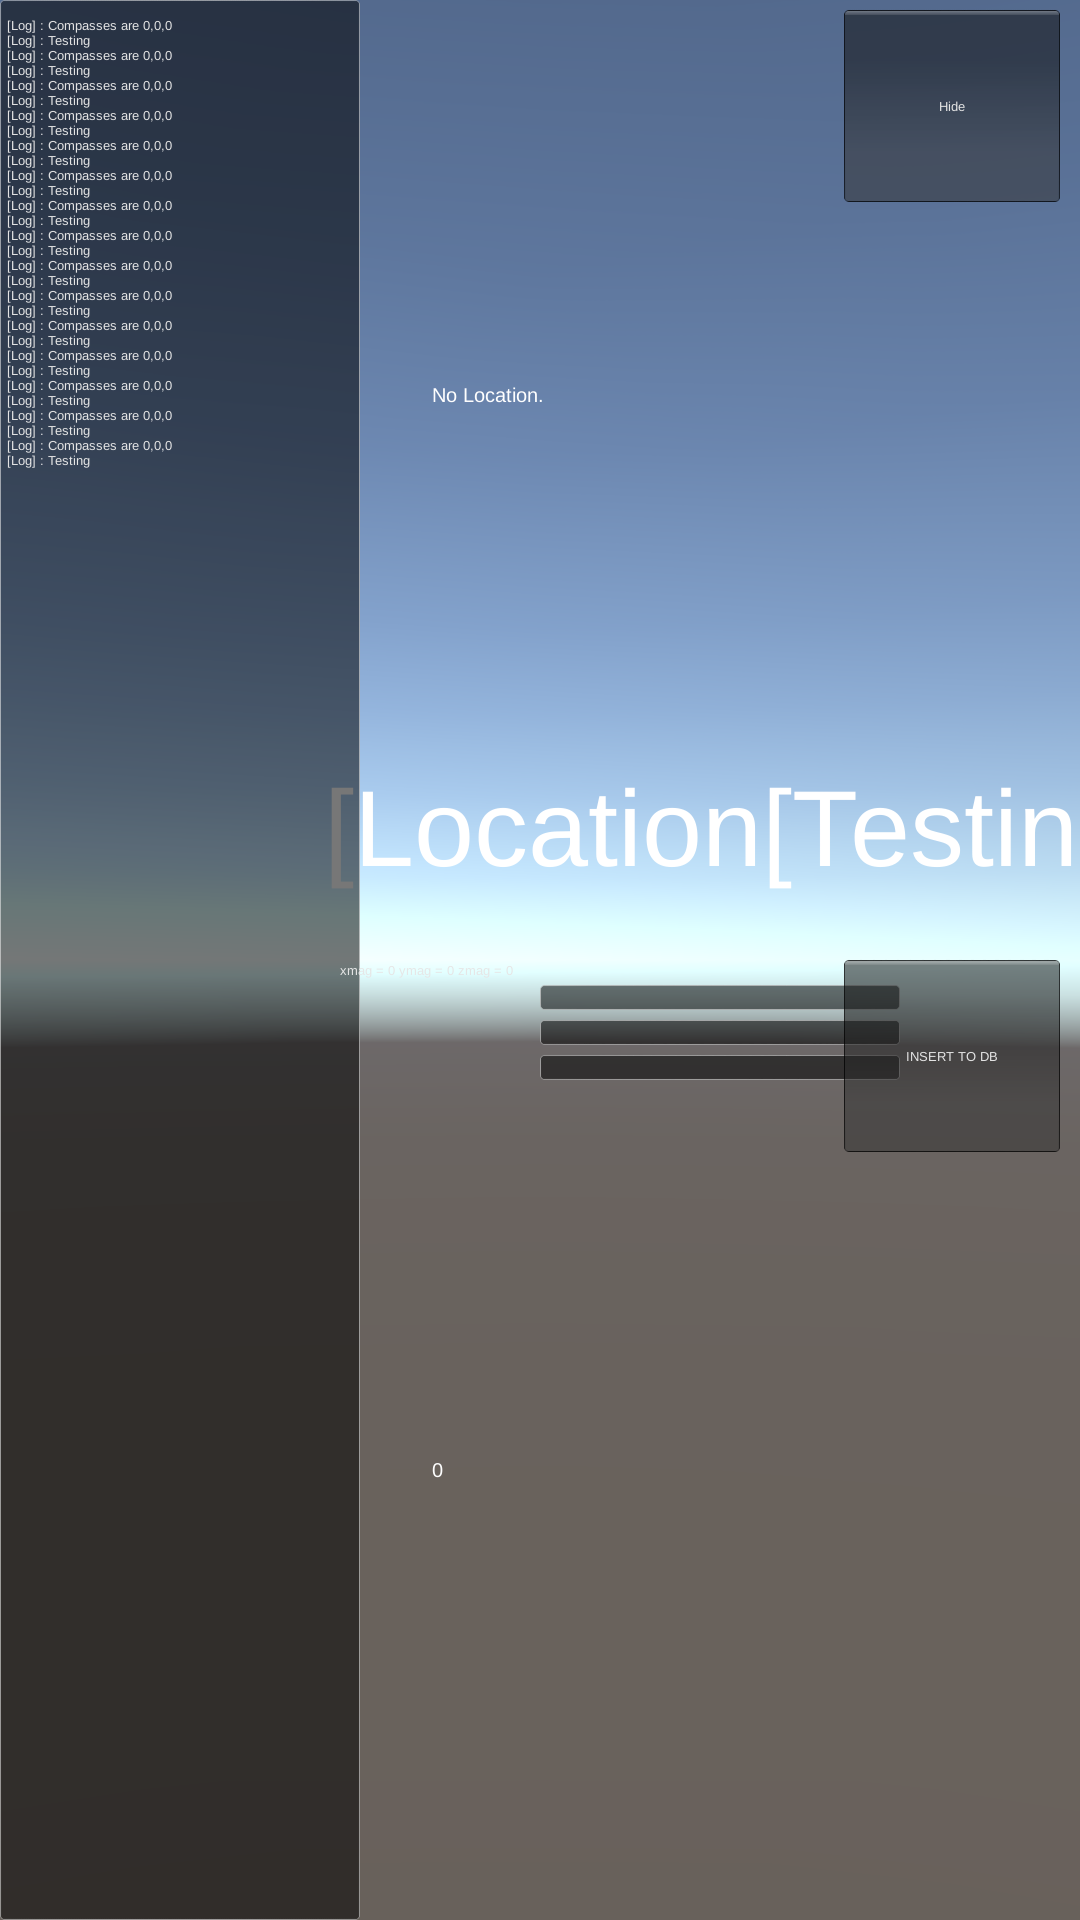 [Log] : Compasses are 0,0,0
[Log] : Testing
[Log] : Compasses are 0,0,0
[Log] : Testing
[Log] : Compasses are 0,0,0
[Log] : Testing
[Log] : Compasses are 0,0,0
[Log] : Testing
[Log] : Compasses are 0,0,0
[Log] : Testing
[Log] : Compasses are 0,0,0
[Log] : Testing
[Log] : Compasses are 0,0,0
[Log] : Testing
[Log] : Compasses are 0,0,0
[Log] : Testing
[Log] : Compasses are 0,0,0
[Log] : Testing
[Log] : Compasses are 0,0,0
[Log] : Testing
[Log] : Compasses are 0,0,0
[Log] : Testing
[Log] : Compasses are 0,0,0
[Log] : Testing
[Log] : Compasses are 0,0,0
[Log] : Testing
[Log] : Compasses are 0,0,0
[Log] : Testing
[Log] : Compasses are 0,0,0
[Log] : Testing
Hide
No Location.
[Location[Testin
xmag = 0 ymag = 0 zmag = 0
INSERT TO DB
0